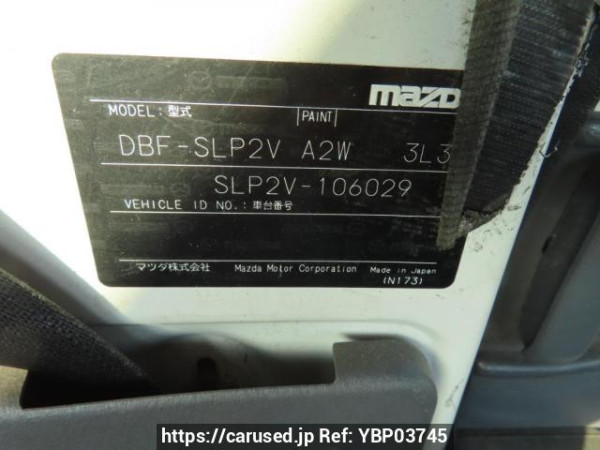 mazD
MODEL: 型式 |PAINT|
DBF-SLP2V A2W 3L3
SLP2V-106029
VEHICLE ID NO.: 車台番号
マツダ株式会社 Mazda Motor Corporation Made in Japan
(N173)
https://carused.jp Ref: YBP03745